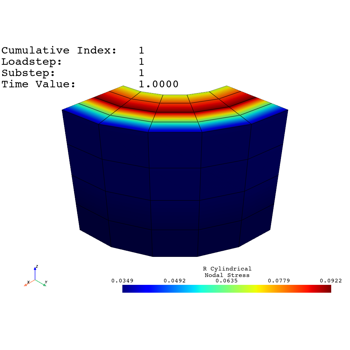 Cumulative Index: 1
Loadstep: 1
Substep: 1
Time Value: 1.0000
R Cylindrical
Nodal Stress
0.0349 0.0492 0.0635 0.0779 0.0922